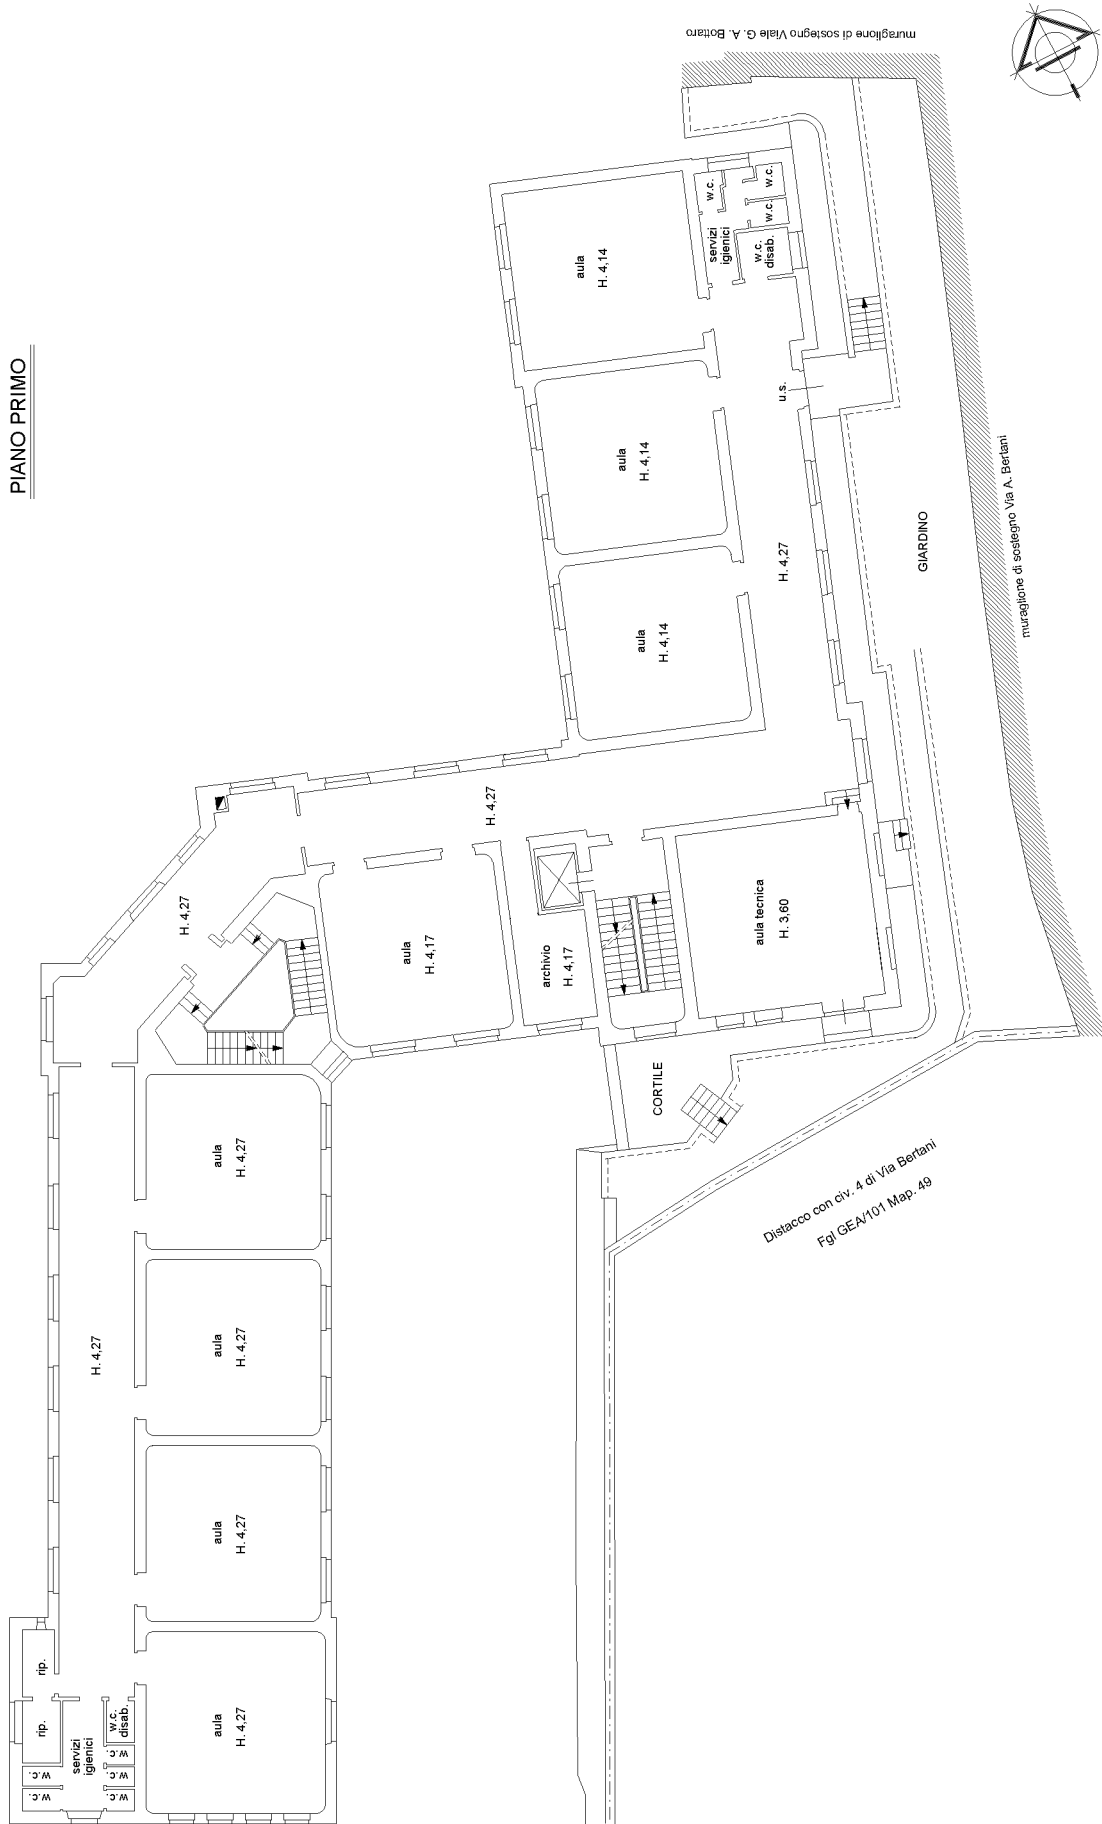 PIANO PRIMO
muraglione di sostegno Viale G. A. Bottaro
aula
H. 4,14
w.c.
w.c.
w.c.
servizi
igienici
w.c.
disab.
u.s.
aula
H. 4,14
aula
H. 4,14
H. 4,27
GIARDINO
muraglione di sostegno Via A. Bertani
H. 4,27
H. 4,27
aula
H. 4,17
archivio
H. 4,17
aula tecnica
H. 3,60
CORTILE
Distacco con civ. 4 di Via Bertani
Fgl GEA/101 Map. 49
aula
H. 4,27
aula
H. 4,27
H. 4,27
aula
H. 4,27
aula
H. 4,27
rip.
rip.
w.c.
disab.
servizi
igienici
w.c.
w.c.
w.c.
w.c.
w.c.